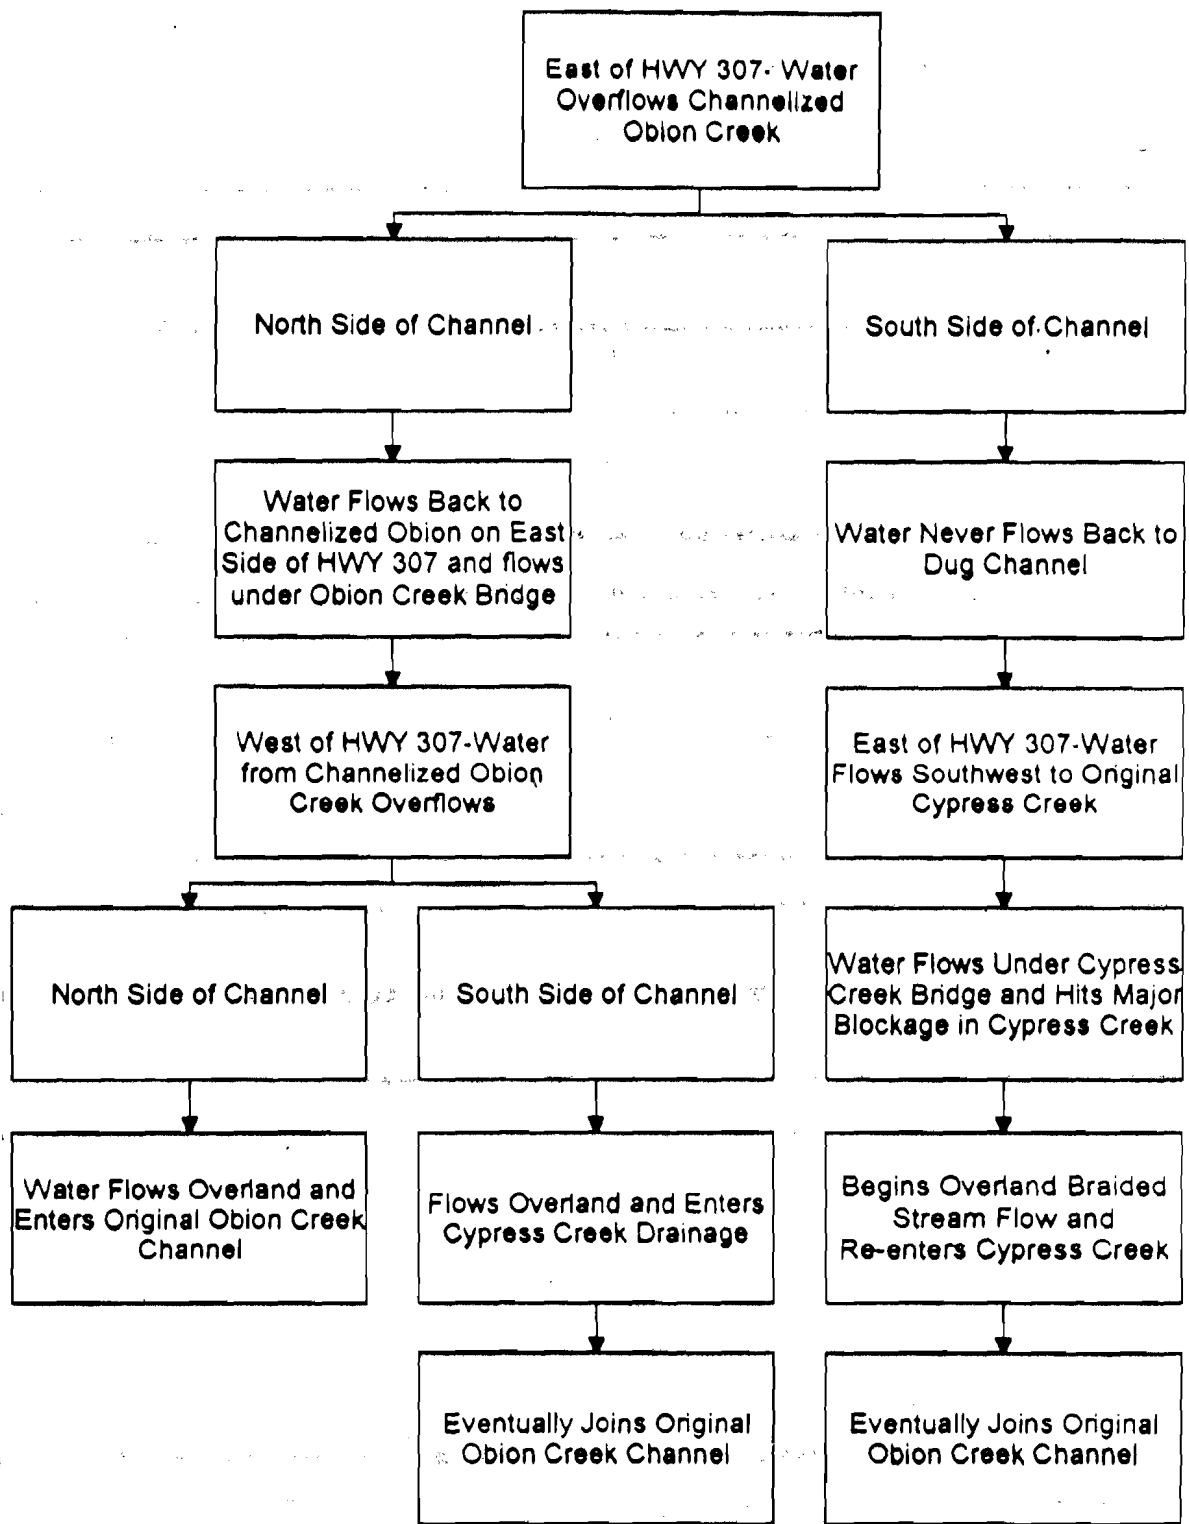 East of HWY 307- Water
Overflows Channelized
Obion Creek
North Side of Channel
South Side of Channel
Water Flows Back to
Channelized Obion on East
Side of HWY 307 and flows
under Obion Creek Bridge
Water Never Flows Back to
Dug Channel
West of HWY 307-Water
from Channelized Obion
Creek Overflows
East of HWY 307-Water
Flows Southwest to Original
Cypress Creek
North Side of Channel
South Side of Channel
Water Flows Under Cypress
Creek Bridge and Hits Major
Blockage in Cypress Creek
Water Flows Overland and
Enters Original Obion Creek
Channel
Flows Overland and Enters
Cypress Creek Drainage
Begins Overland Braided
Stream Flow and
Re-enters Cypress Creek
Eventually Joins Original
Obion Creek Channel
Eventually Joins Original
Obion Creek Channel